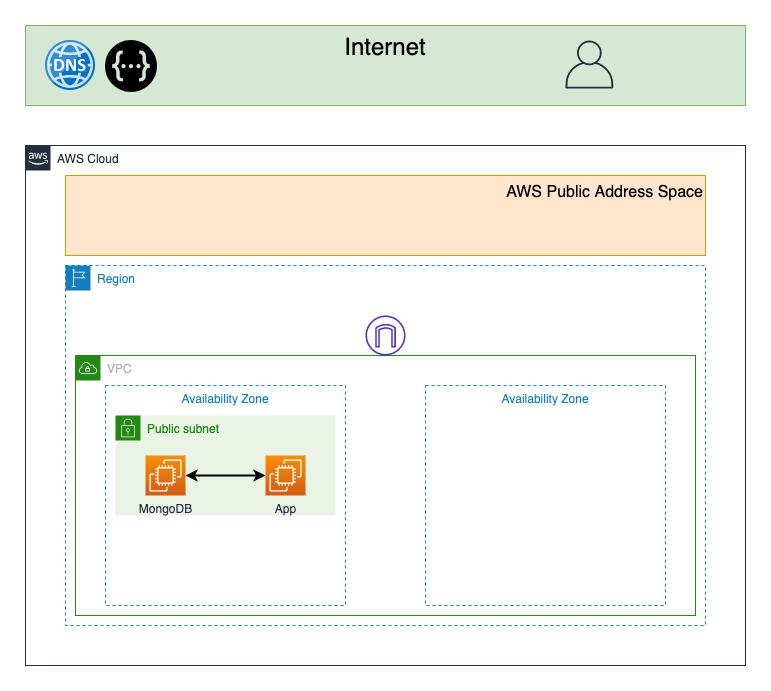 Internet
DNS
{···}
aws
AWS Cloud
AWS Public Address Space
Region
VPC
Availability Zone
Availability Zone
Public subnet
MongoDB
App